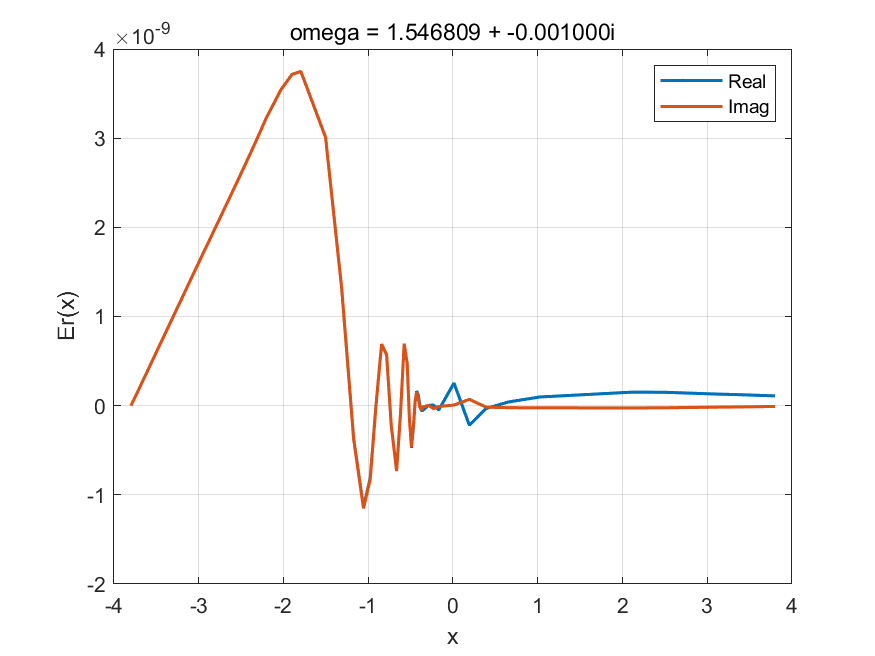 omega = 1.546809 + -0.001000i
×10⁻⁹
4
3
2
1
0
-1
-2
Er(x)
Real
Imag
-4 -3 -2 -1 0 1 2 3 4
x